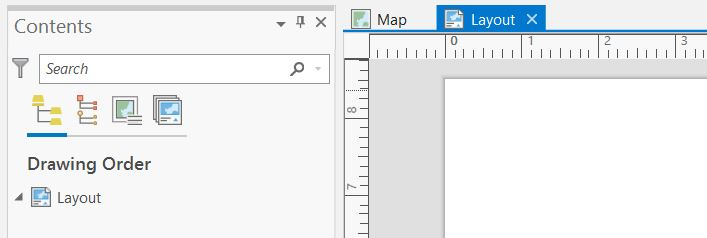 Contents
Search
Drawing Order
Layout
Map
Layout
0 1 2 3
8
7